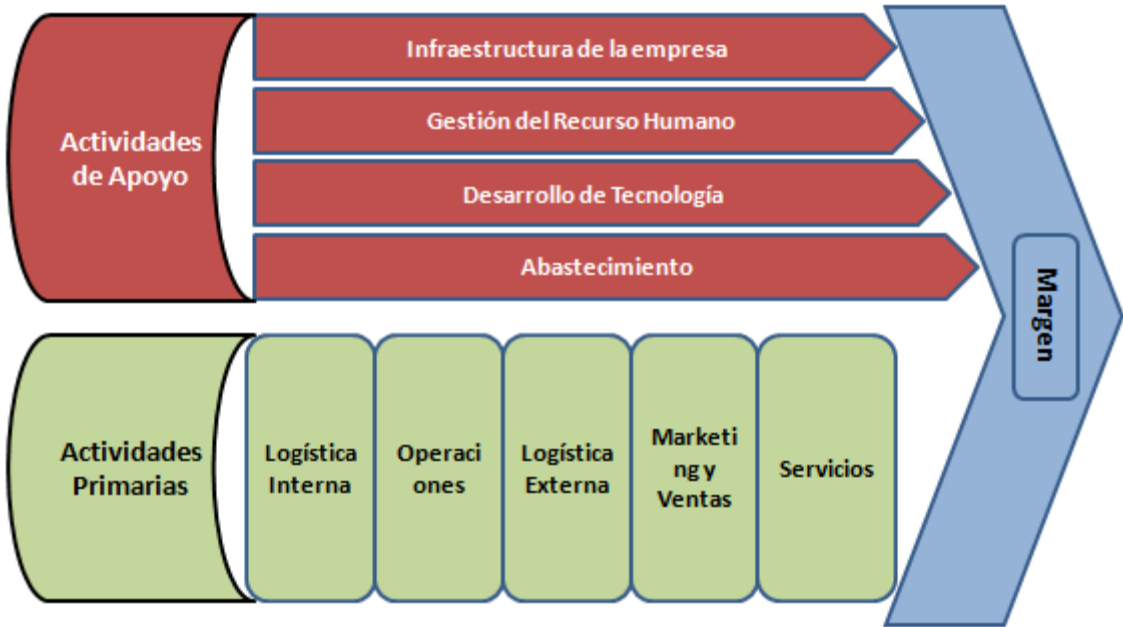 Actividades
de Apoyo
Infraestructura de la empresa
Gestión del Recurso Humano
Desarrollo de Tecnología
Abastecimiento
Actividades
Primarias
Logística
Interna
Operaci
ones
Logística
Externa
Marketi
ng y
Ventas
Servicios
Margen